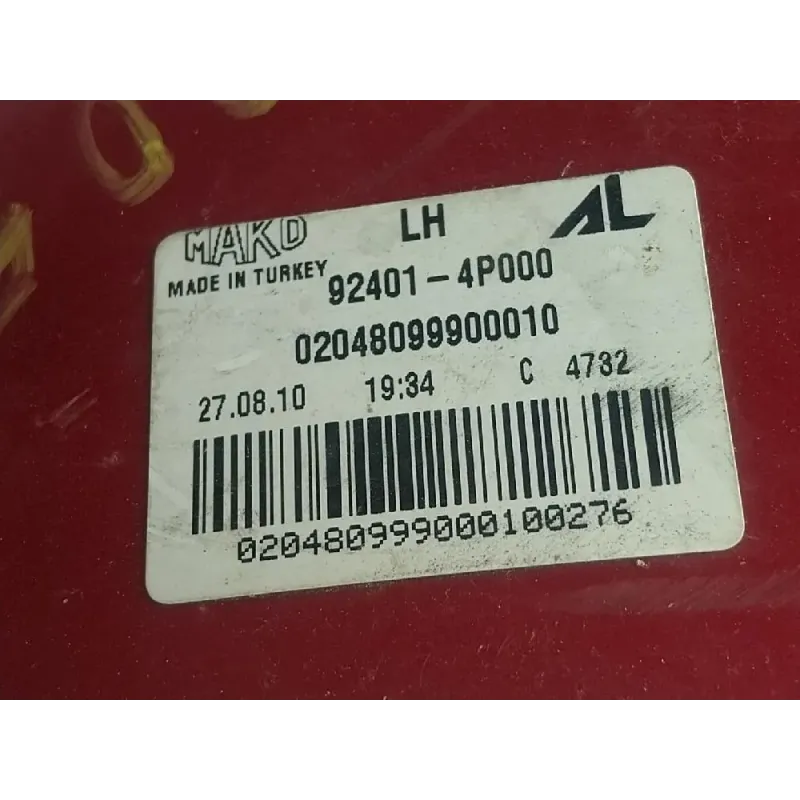 MAKO LH AL
MADE IN TURKEY 92401-4P000
02048099900010
27.08.10 19:34 C 4732
020480999000100276